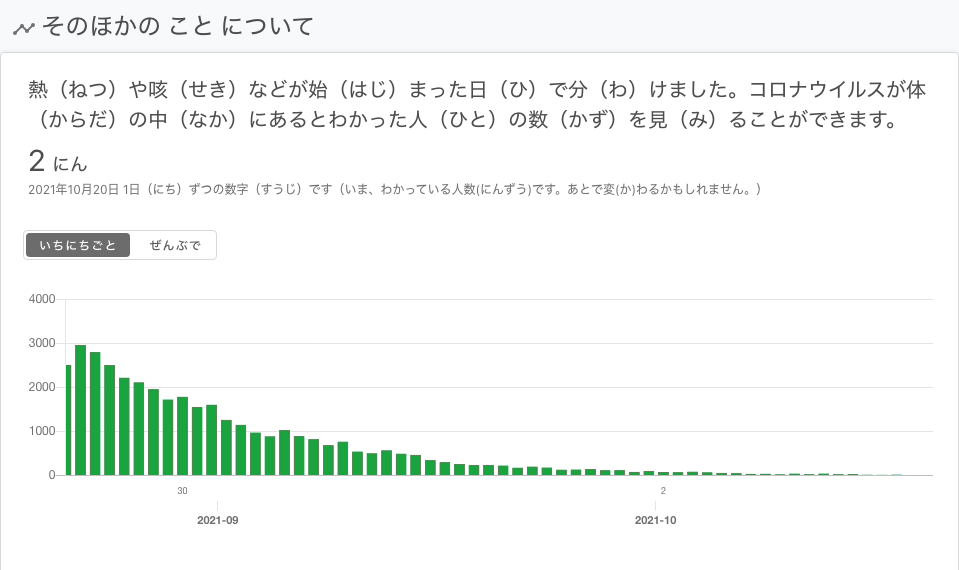 そのほかの こと について
熱（ねつ）や咳（せき）などが始（はじ）まった日（ひ）で分（わ）けました。コロナウイルスが体
（からだ）の中（なか）にあるとわかった人（ひと）の数（かず）を見（み）ることができます。
2 にん
2021年10月20日 1日（にち）ずつの数字（すうじ）です（いま、わかっている人数(にんずう)です。あとで変(か)わるかもしれません。）
いちにちごと ぜんぶで
4000
3000
2000
1000
0
30 2
2021-09 2021-10